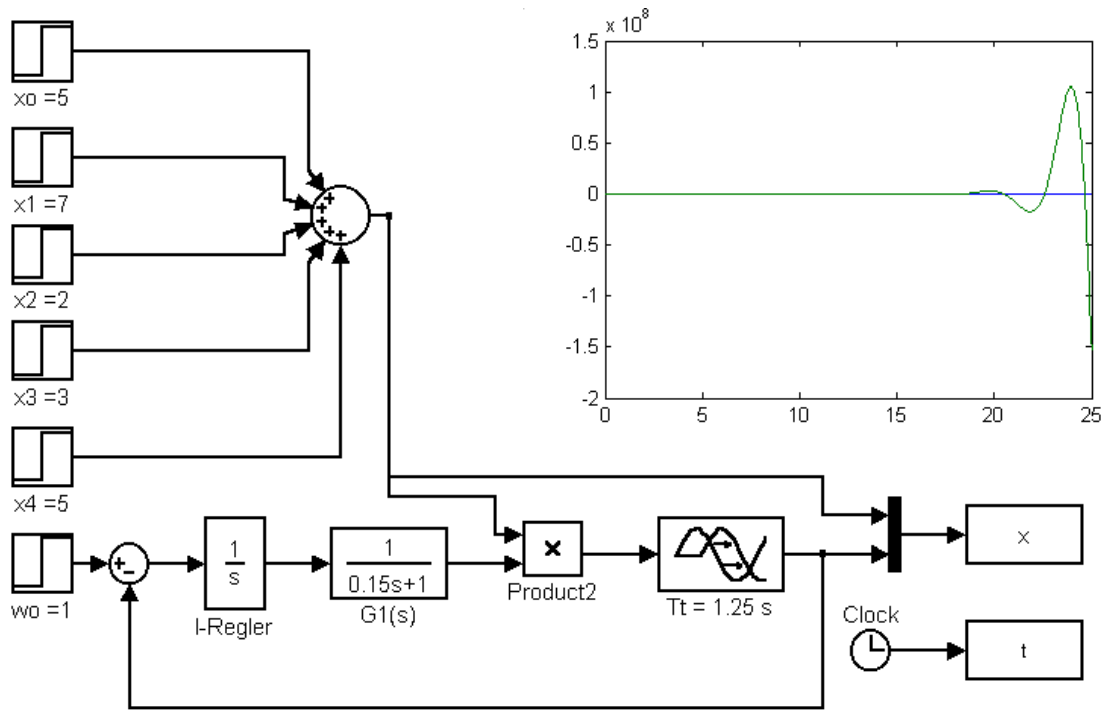 x 10^8
1.5
1
0.5
0
-0.5
-1
-1.5
-2
0 5 10 15 20 25
xo =5
x1 =7
x2 =2
x3 =3
x4 =5
+
+
+
+
+
wo =1
+
-
1
s
I-Regler
1
0.15s+1
G1(s)
×
Product2
Tt = 1.25 s
x
Clock
t